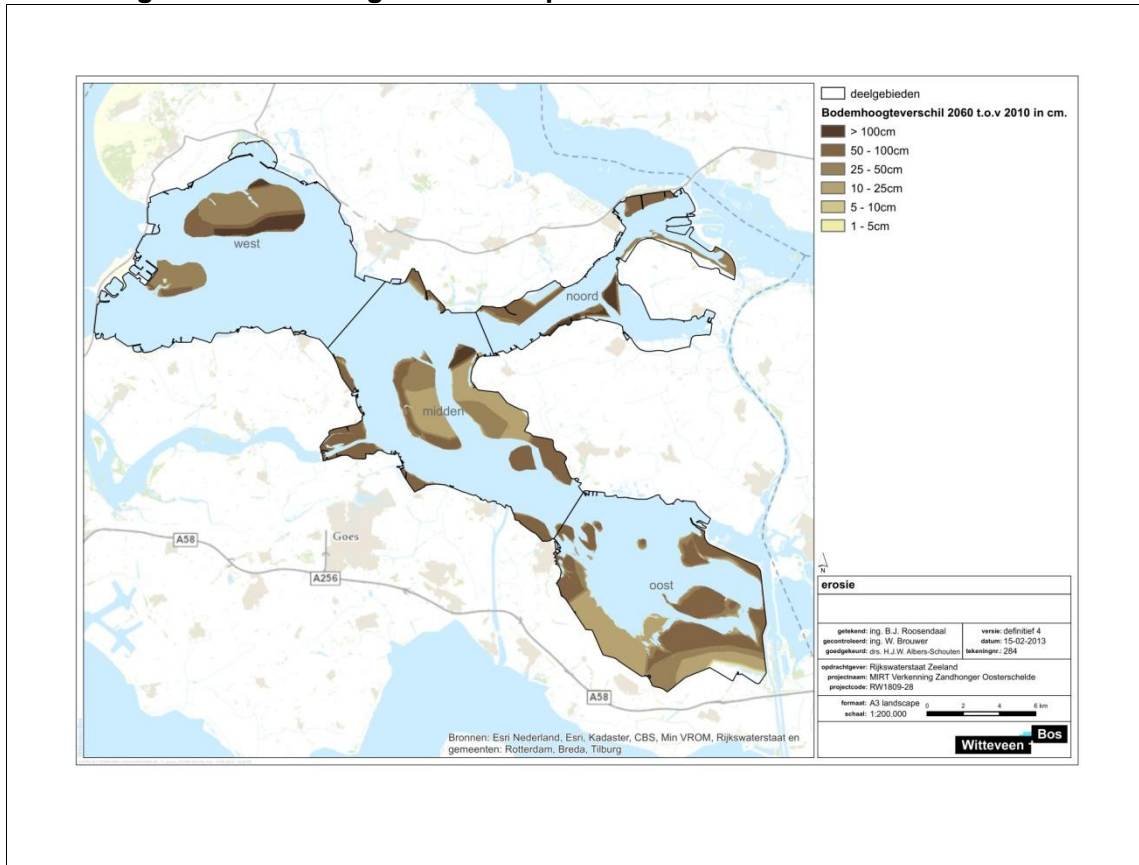 deelgebieden
Bodemhoogteverschil 2060 t.o.v 2010 in cm.
> 100cm
50 - 100cm
25 - 50cm
10 - 25cm
5 - 10cm
1 - 5cm
west
noord
midden
oost
Goes
A58
A256
A58
Bronnen: Esri Nederland, Esri, Kadaster, CBS, Min VROM, Rijkswaterstaat en
gemeenten: Rotterdam, Breda, Tilburg
N
erosie
getekend: ing. B.J. Roosendaal
gecontroleerd: ing. W. Brouwer
goedgekeurd: drs. H.J.W. Albers-Schouten
versie: definitief 4
datum: 15-02-2013
tekeningnr.: 284
opdrachtgever: Rijkswaterstaat Zeeland
projectnaam: MIRT Verkenning Zandhonger Oosterschelde
projectcode: RW1809-28
formaat: A3 landscape
schaal: 1:200.000
0 2 4 6 km
Witteveen + Bos